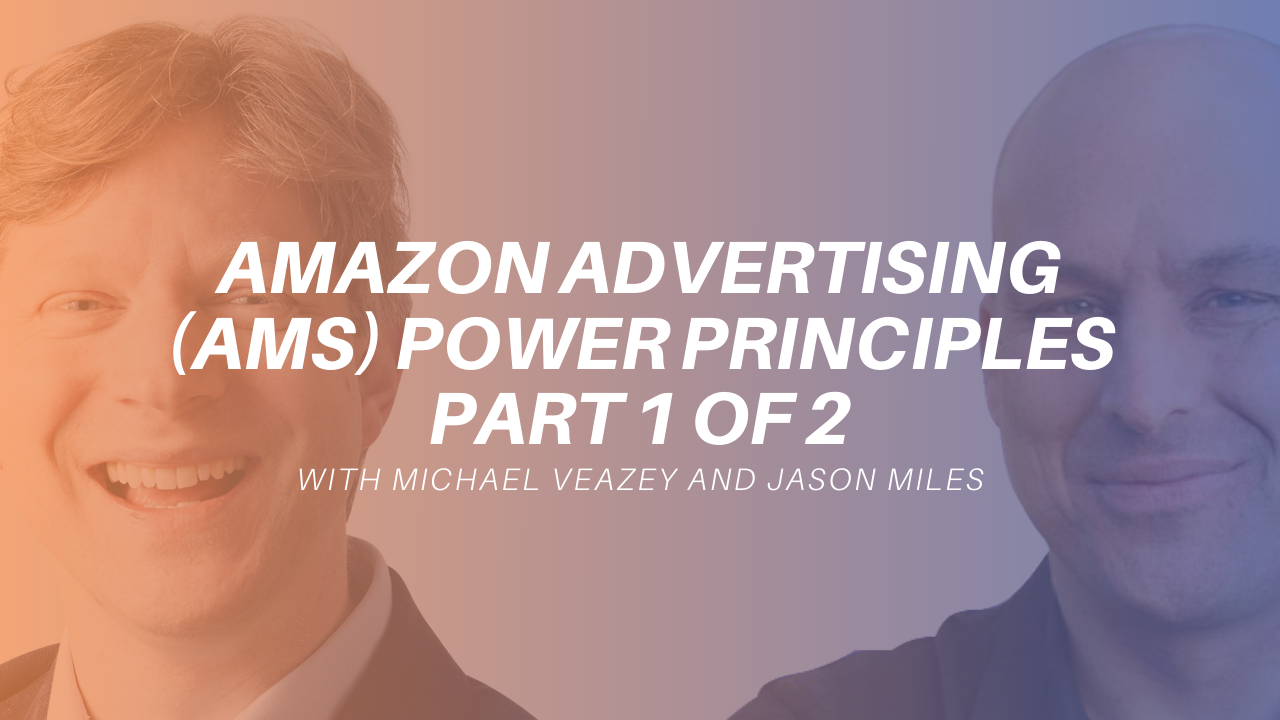 AMAZON ADVERTISING
(AMS) POWER PRINCIPLES
PART 1 OF 2
WITH MICHAEL VEAZEY AND JASON MILES